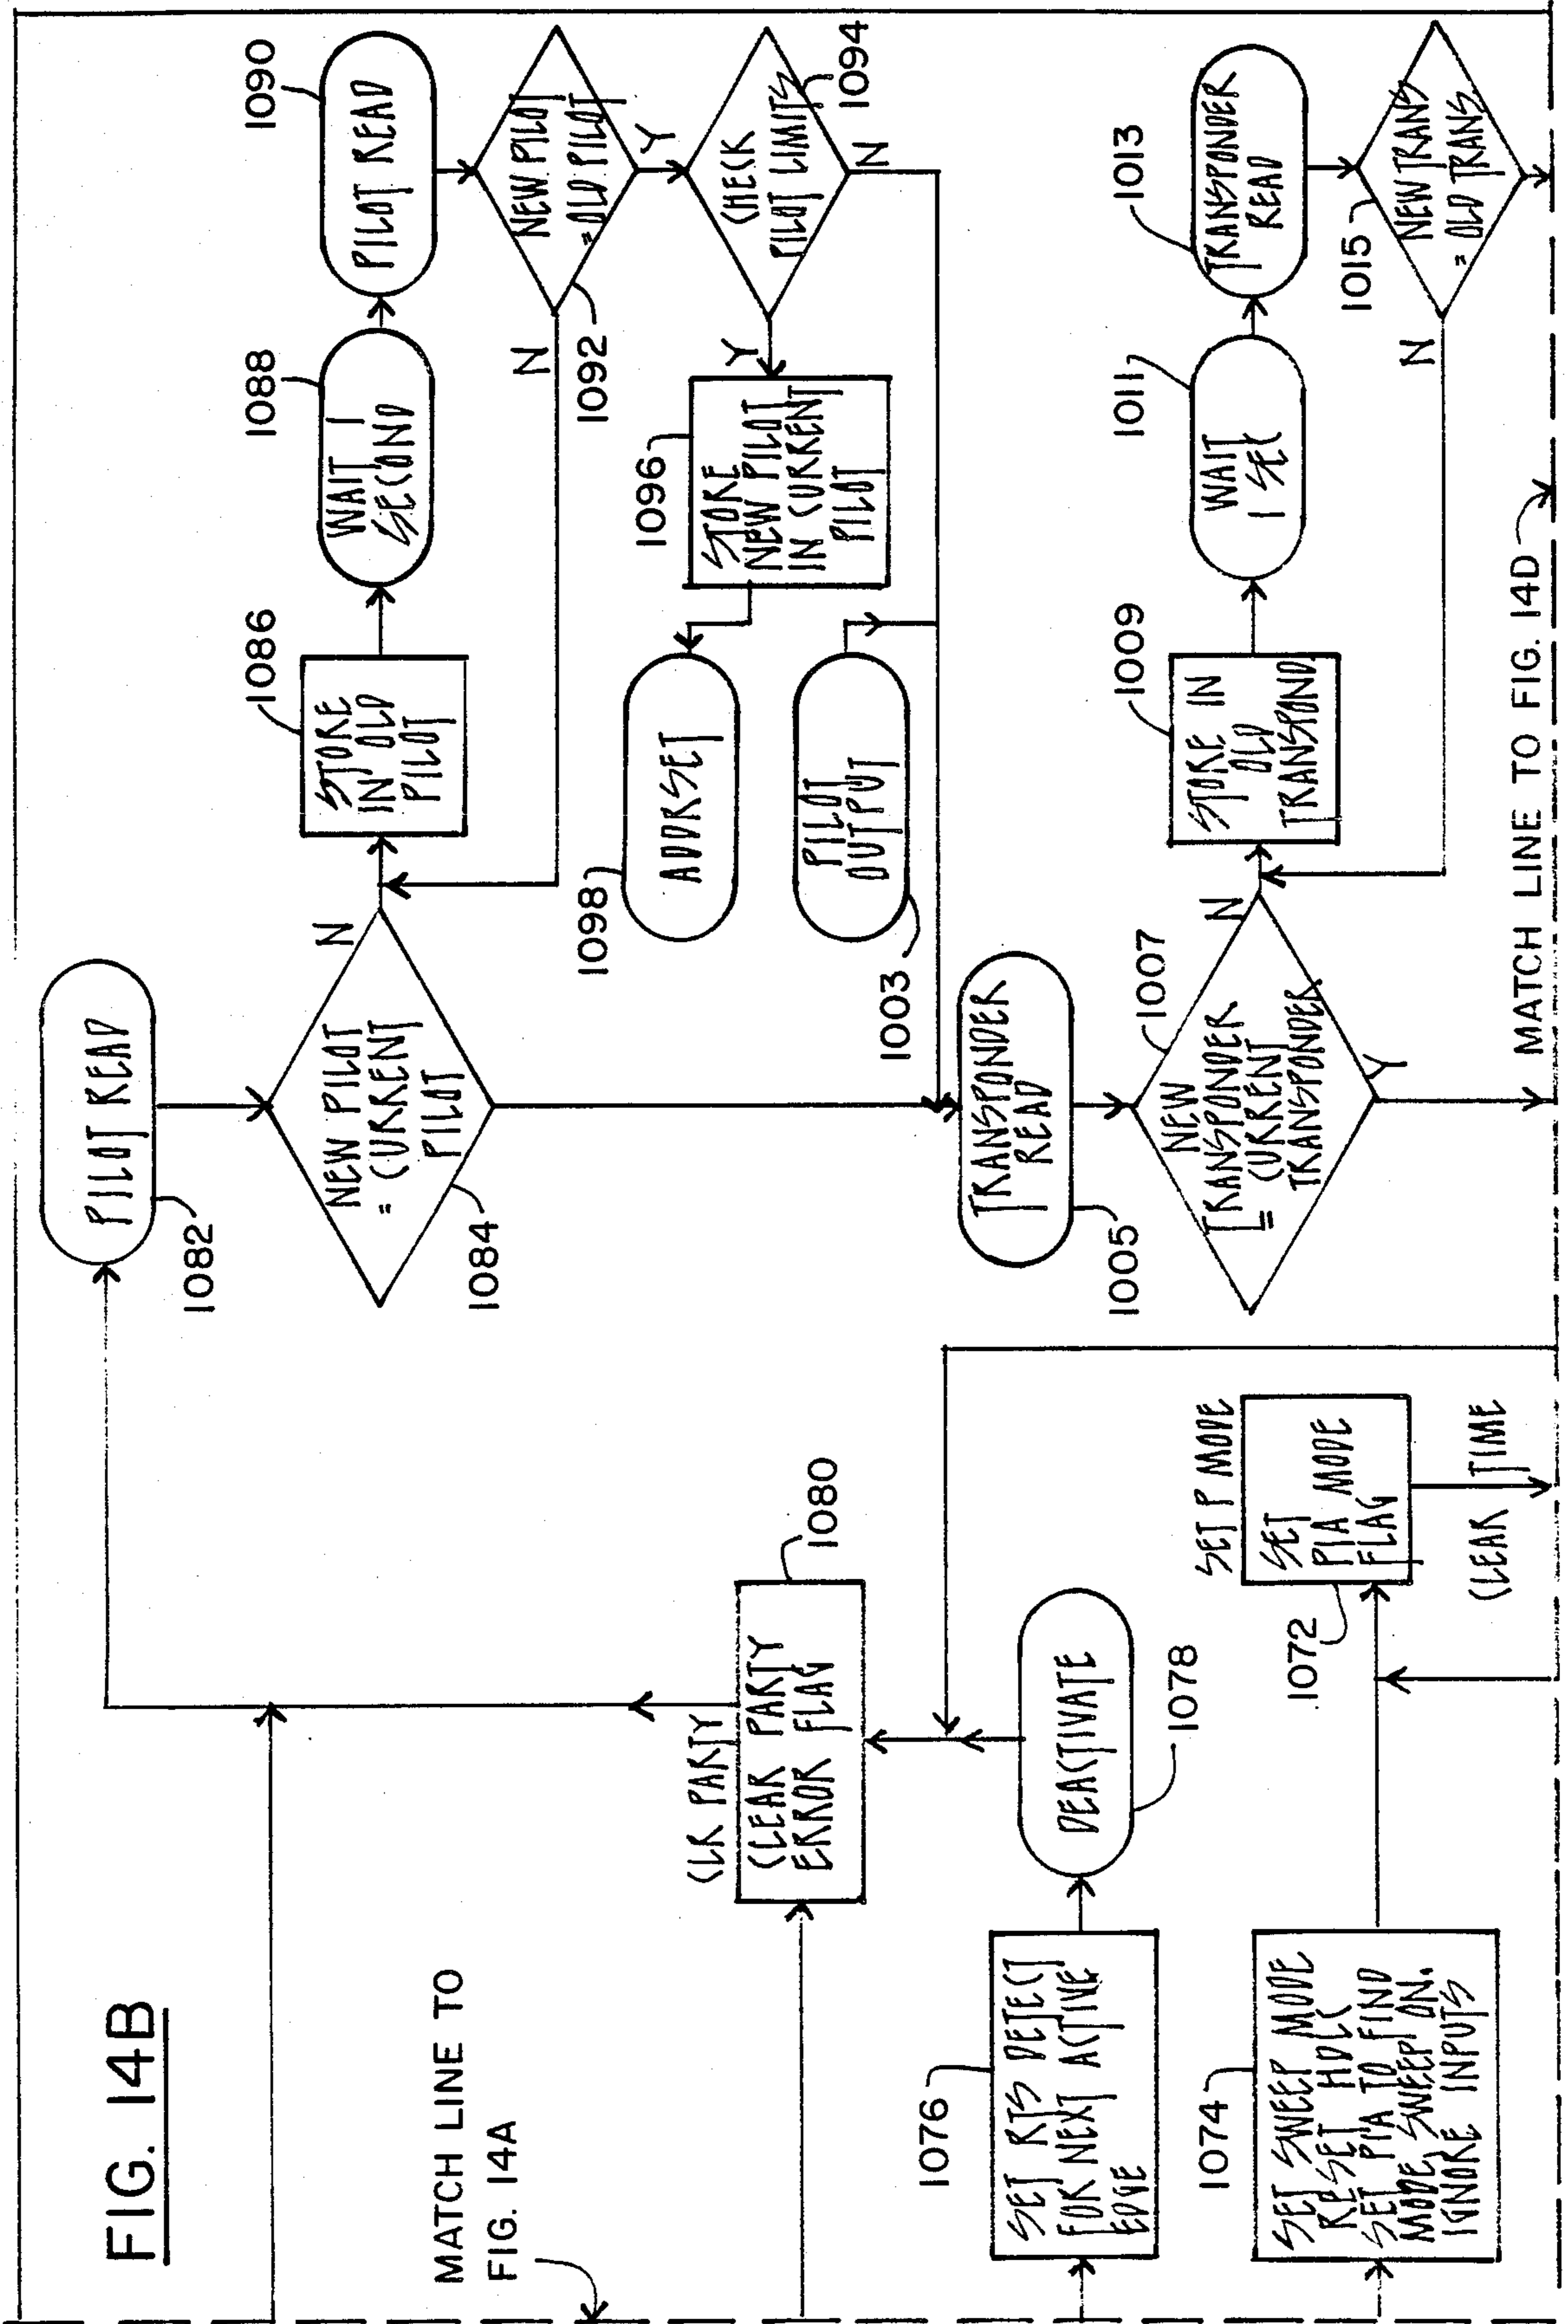 FIG. 14B
MATCH LINE TO
FIG. 14A
1082
PILOT READ
NEW PILOT
= CURRENT
PILOT
1084
N
1086
STORE
IN OLD
PILOT
1088
WAIT 1
SECOND
1090
PILOT READ
NEW PILOT
= OLD PILOT
1092
N
Y
CHECK
PILOT LIMITS
1094
N
Y
1096
STORE
NEW PILOT
IN CURRENT
PILOT
1098
ADDRSET
PILOT
OUTPUT
1003
TRANSPONDER
READ
1005
1007
NEW
TRANSPONDER
= CURRENT
TRANSPONDER
N
Y
1009
STORE IN
OLD
TRANSPOND
1011
WAIT
1 SEC
1013
TRANSPONDER
READ
1015
NEW TRANS
= OLD TRANS
N
CLR PARTY
CLEAR PARTY
ERROR FLAG
1080
1076
SET RTS DETECT
FOR NEXT ACTIVE
EDGE
DEACTIVATE
1078
1074
SET SWEEP MODE
RESET HDLC
SET PIA TO FIND
MODE SWEEP ON.
IGNORE INPUTS
1072
SET P MODE
SET
PIA MODE
FLAG
CLEAR TIME
MATCH LINE TO FIG. 14D